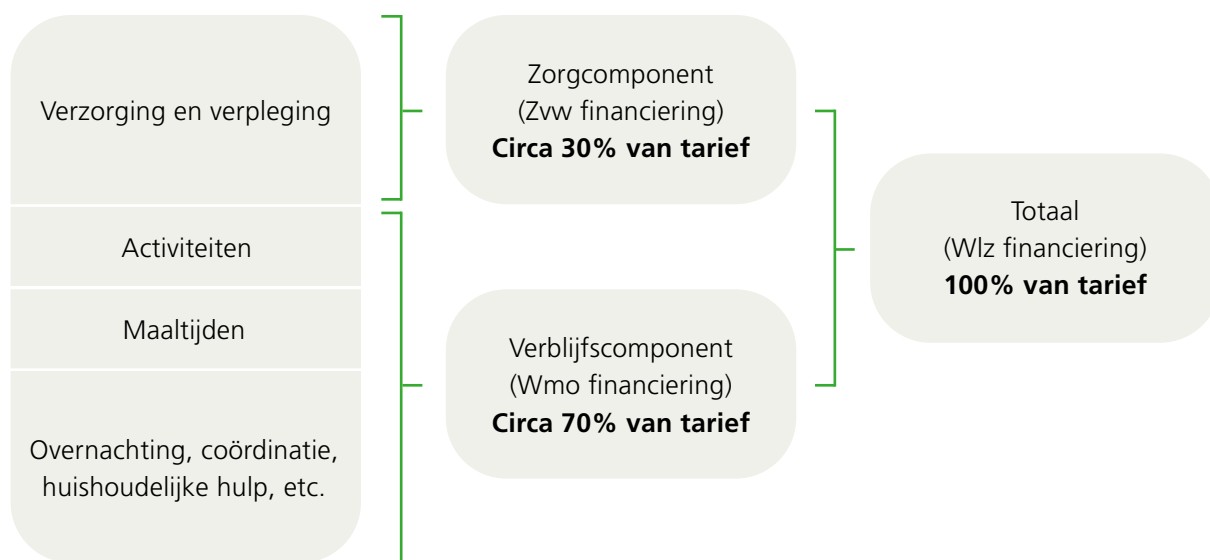 Verzorging en verpleging
Activiteiten
Maaltijden
Overnachting, coördinatie,
huishoudelijke hulp, etc.
Zorgcomponent
(Zvw financiering)
Circa 30% van tarief
Verblijfscomponent
(Wmo financiering)
Circa 70% van tarief
Totaal
(Wlz financiering)
100% van tarief